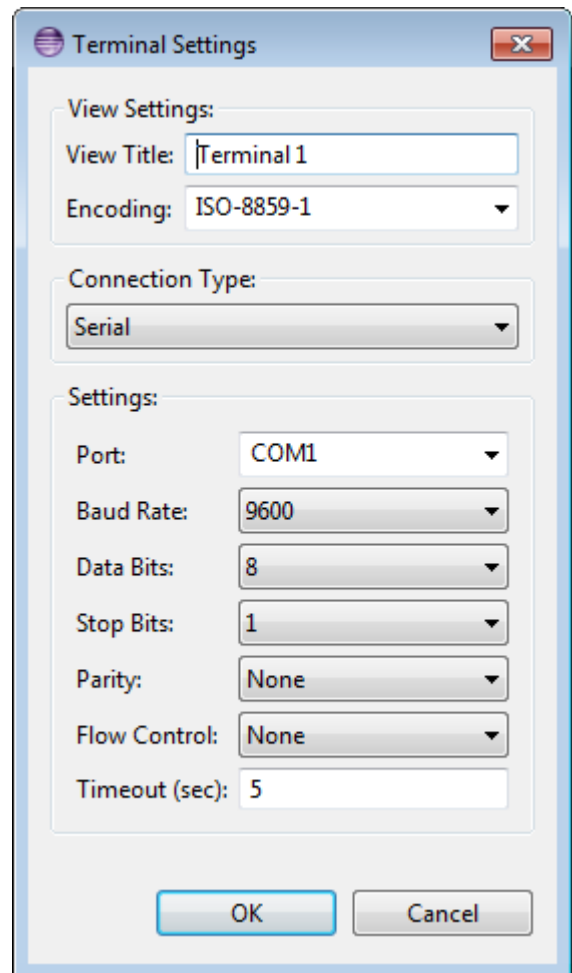 Terminal Settings
View Settings:
View Title: Terminal 1
Encoding: ISO-8859-1
Connection Type:
Serial
Settings:
Port: COM1
Baud Rate: 9600
Data Bits: 8
Stop Bits: 1
Parity: None
Flow Control: None
Timeout (sec): 5
OK Cancel